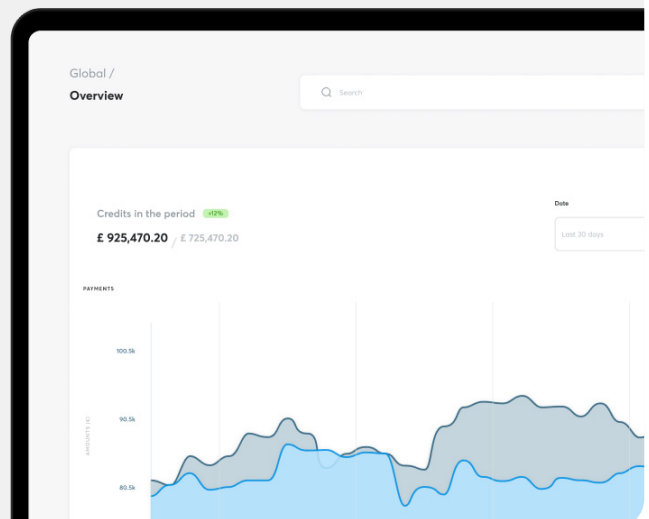 Global /
Overview
Search
Credits in the period +12%
£ 925,470.20 / £ 725,470.20
Date
Last 30 days
PAYMENTS
100.5k
90.5k
80.5k
AMOUNTS (£)